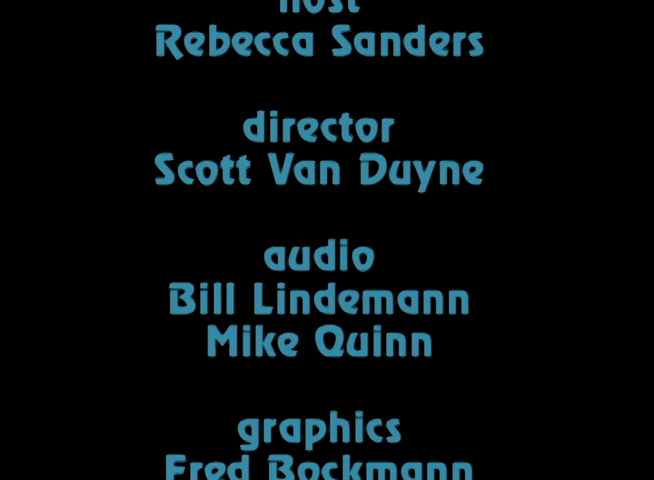 host
Rebecca Sanders
director
Scott Van Duyne
audio
Bill Lindemann
Mike Quinn
graphics
Fred Bockmann